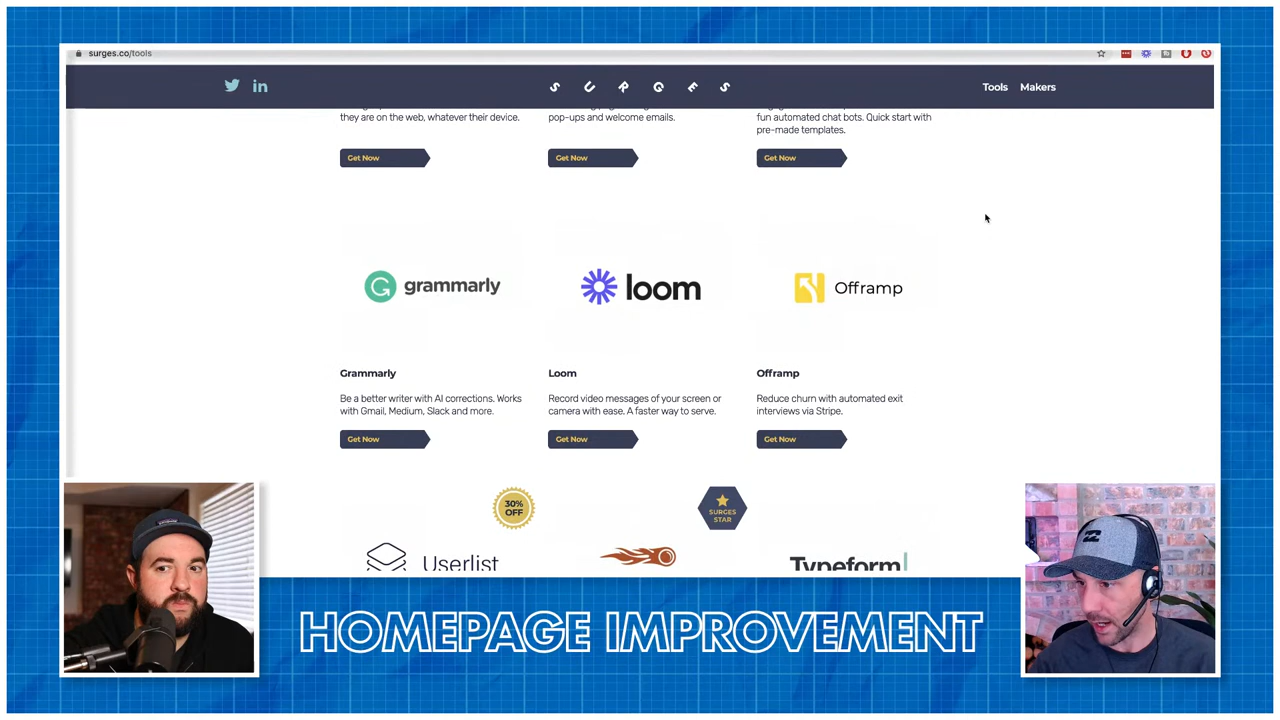 surges.co/tools
SURGES
Tools Makers
they are on the web, whatever their device.
pop-ups and welcome emails.
fun automated chat bots. Quick start with
pre-made templates.
Get Now
Get Now
Get Now
grammarly
loom
Offramp
Grammarly
Be a better writer with AI corrections. Works
with Gmail, Medium, Slack and more.
Get Now
Loom
Record video messages of your screen or
camera with ease. A faster way to serve.
Get Now
Offramp
Reduce churn with automated exit
interviews via Stripe.
Get Now
30%
OFF
SURGES
STAR
Userlist
Typeform
HOMEPAGE IMPROVEMENT